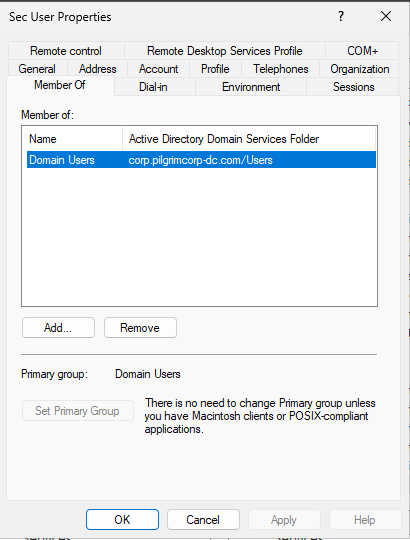 Sec User Properties
?
Remote control Remote Desktop Services Profile COM+
General Address Account Profile Telephones Organization
Member Of Dial-in Environment Sessions
Member of:
Name Active Directory Domain Services Folder
Domain Users corp.pilgrimcorp-dc.com/Users
Add... Remove
Primary group: Domain Users
Set Primary Group
There is no need to change Primary group unless
you have Macintosh clients or POSIX-compliant
applications.
OK Cancel Apply Help